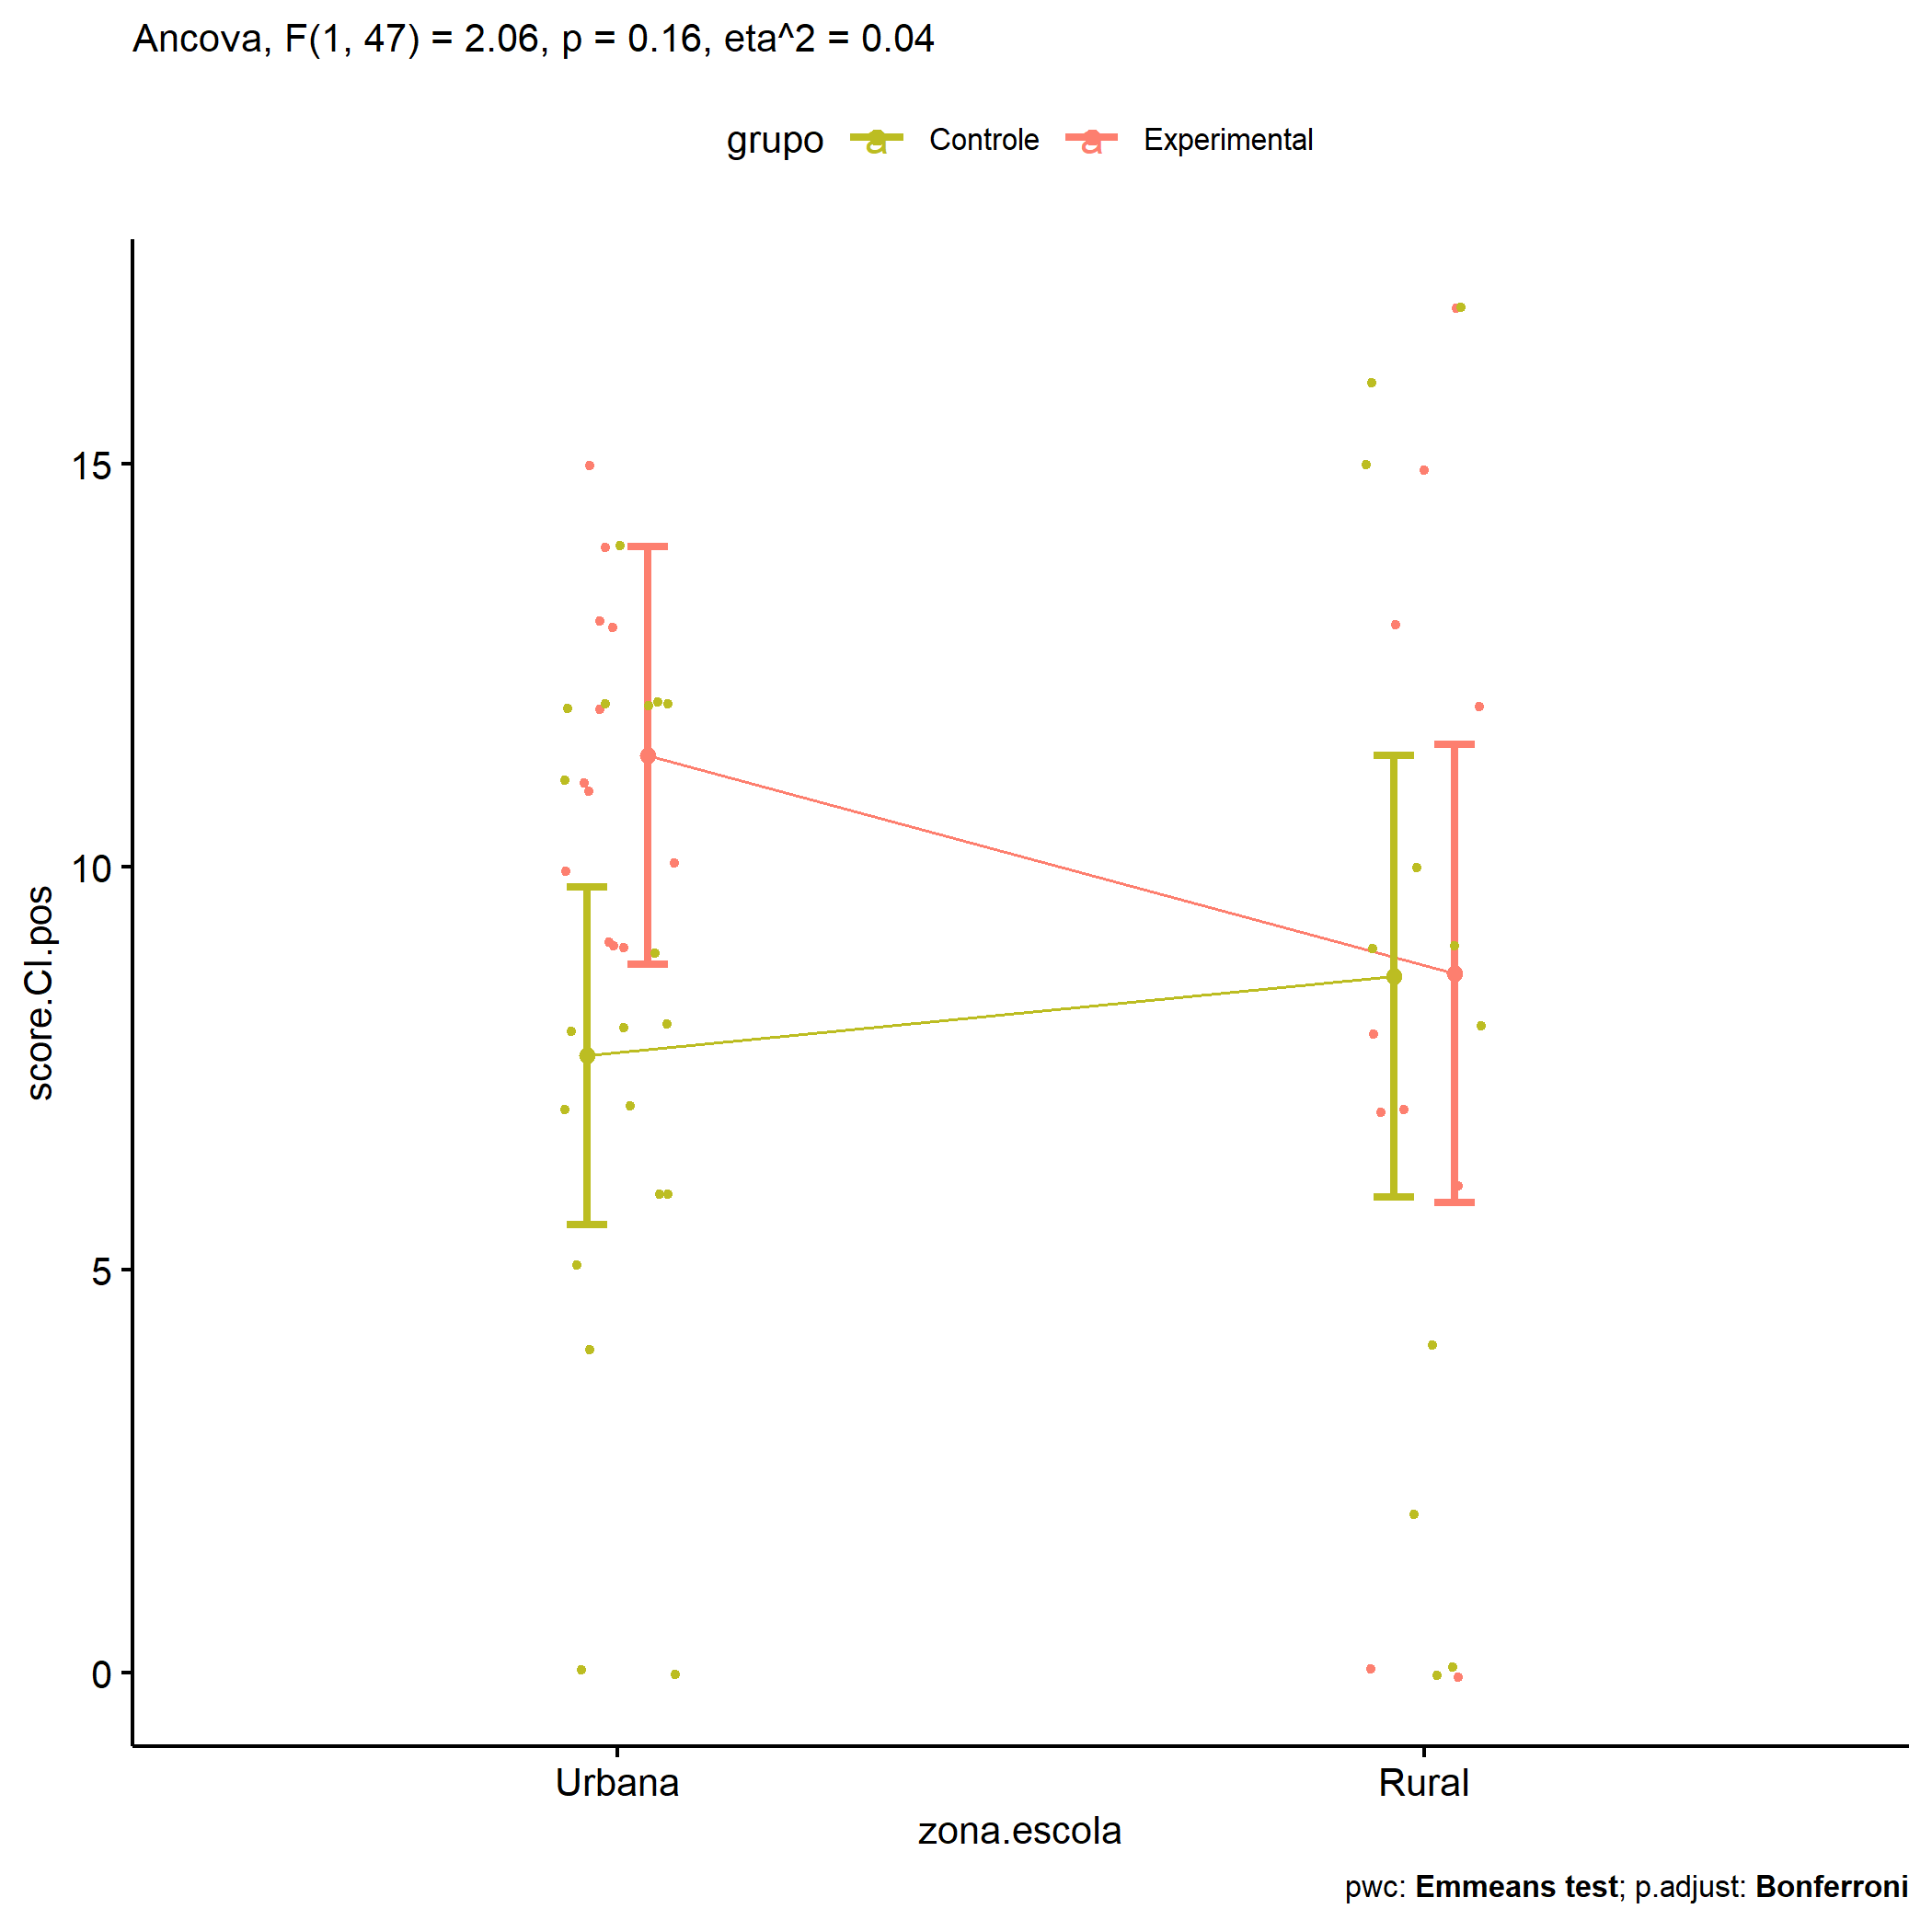 Ancova, F(1, 47) = 2.06, p = 0.16, eta^2 = 0.04
grupo a Controle a Experimental
score.CI.pos
15
10
5
0
Urbana Rural
zona.escola
pwc: Emmeans test; p.adjust: Bonferroni